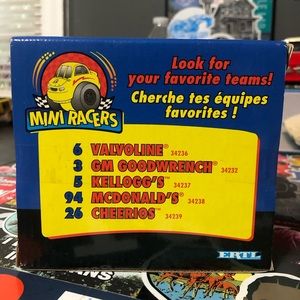 MINI RACERS
Look for
your favorite teams!
Cherche tes équipes
favorites !
6 VALVOLINE® 34236
3 GM GOODWRENCH® 34232
5 KELLOGG'S® 34237
94 MCDONALD'S® 34238
26 CHEERIOS® 34239
ERTL